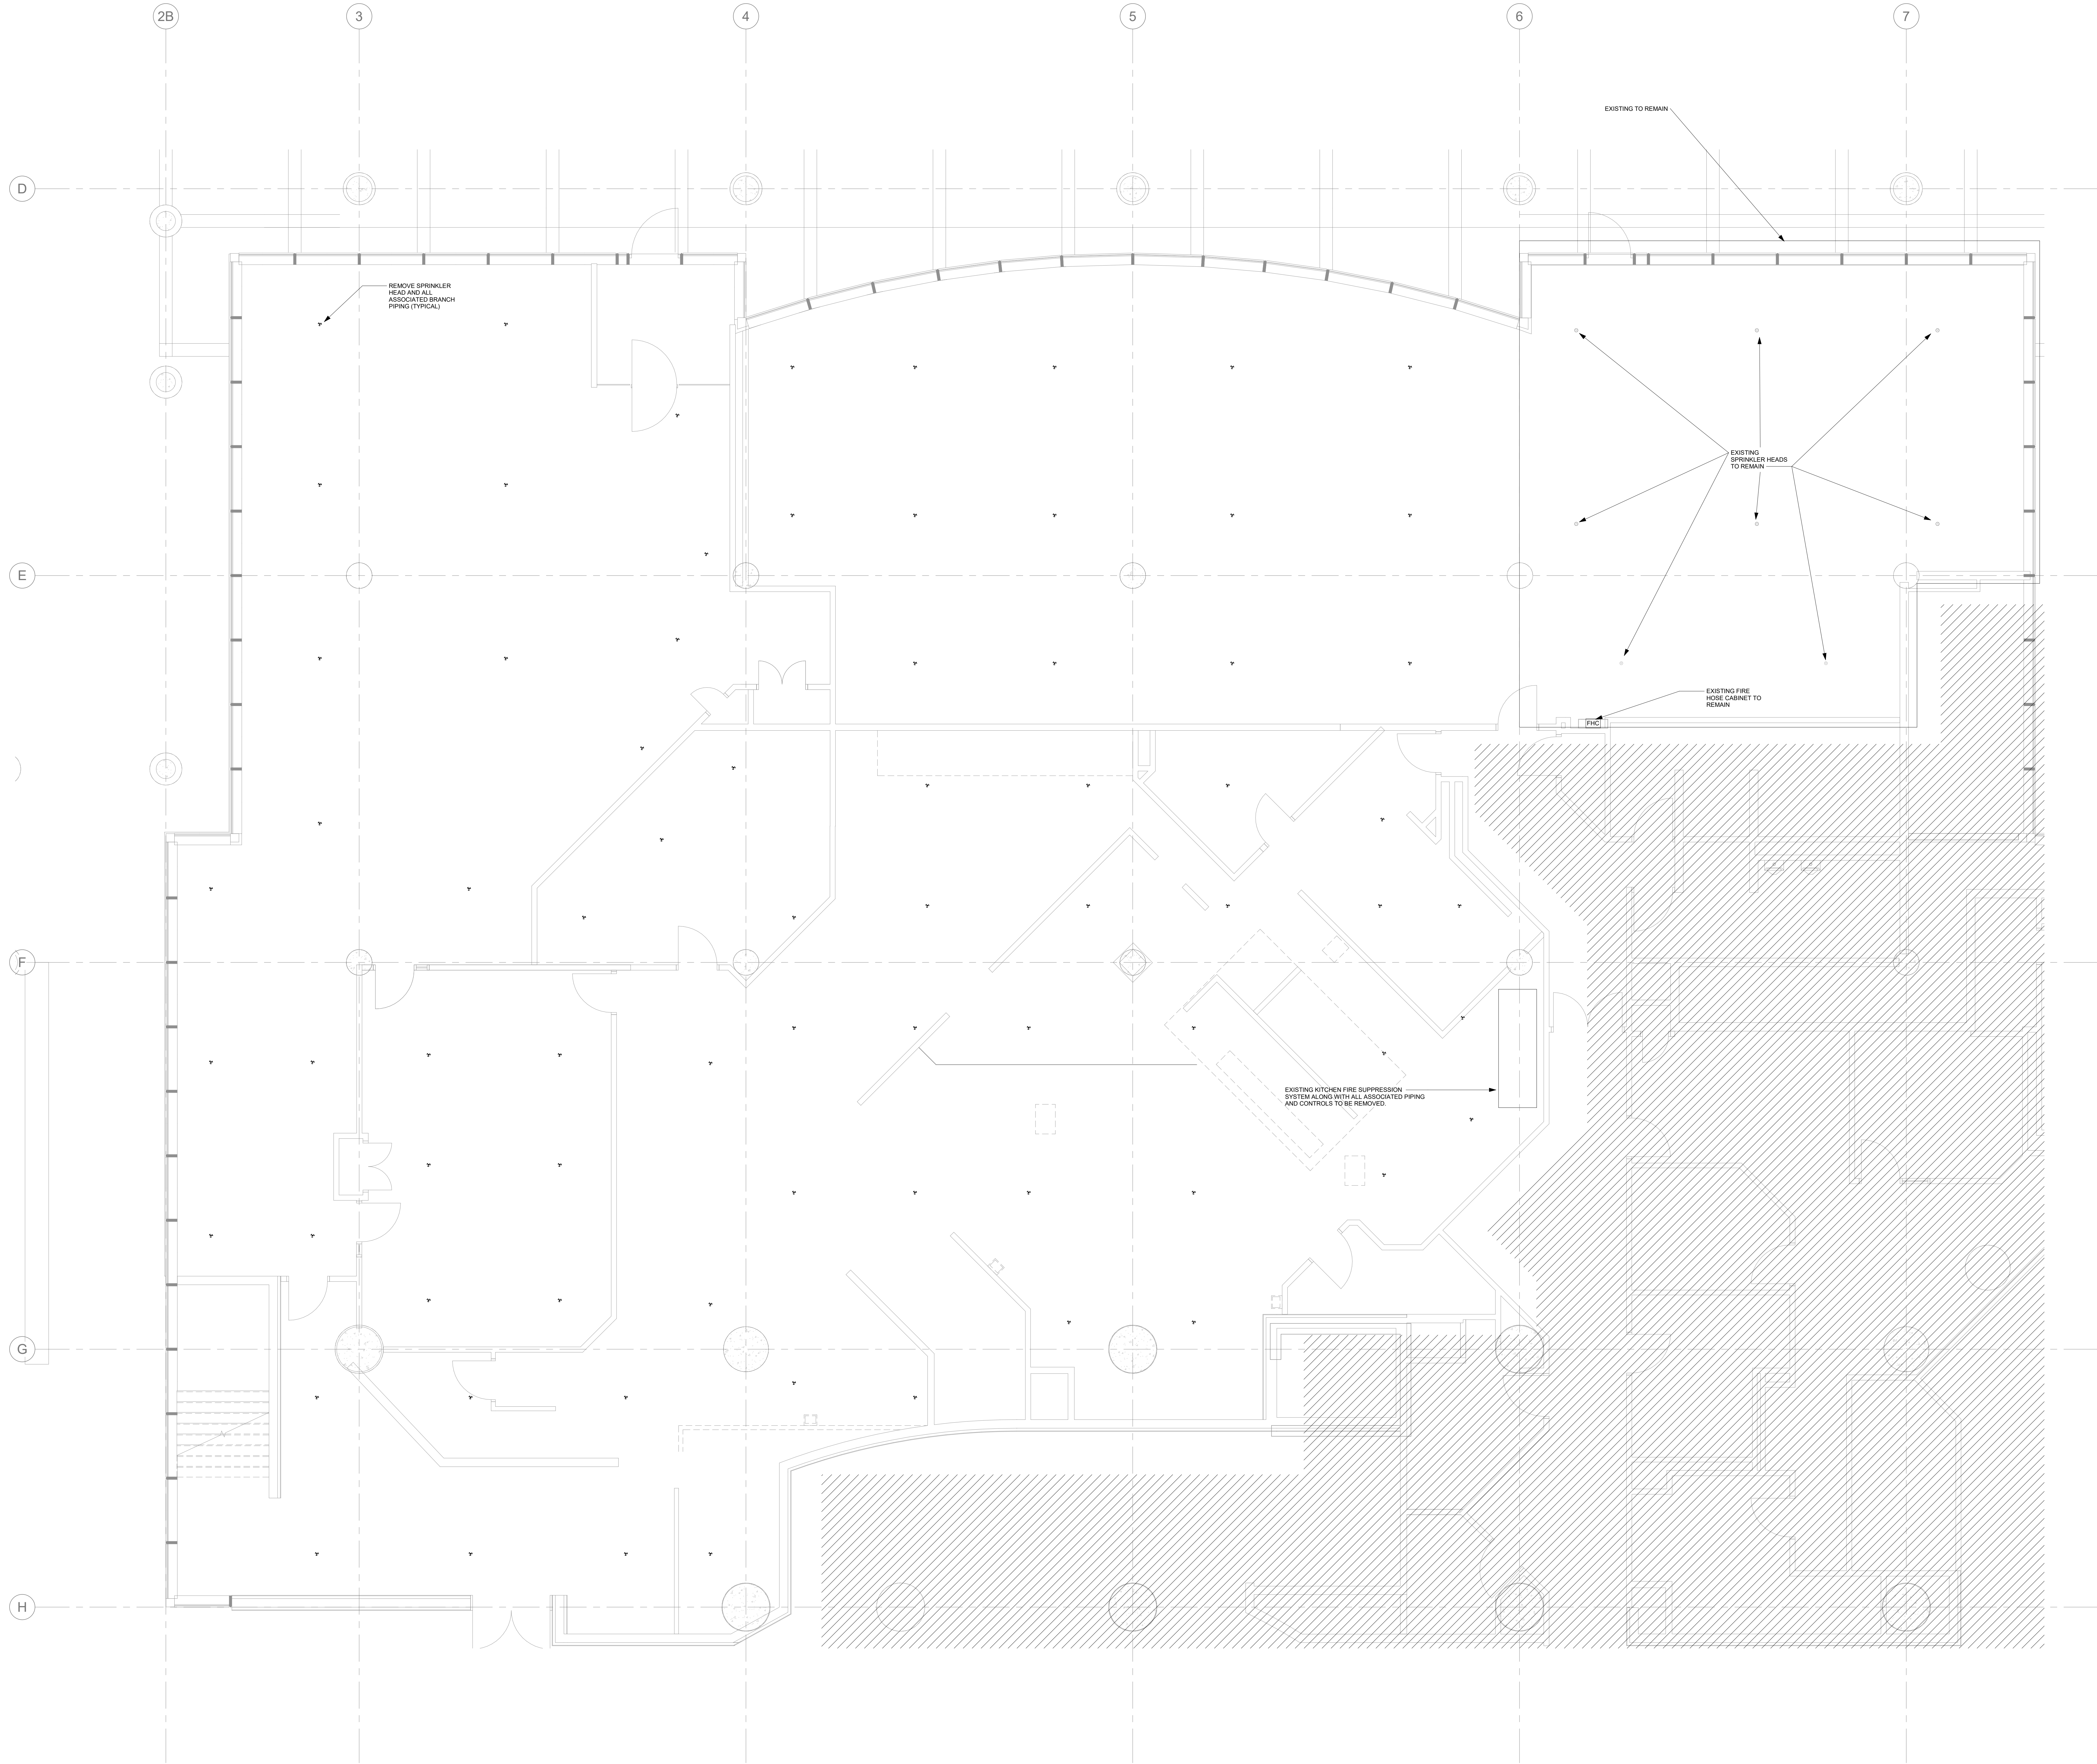 2B
3
4
5
6
7
EXISTING TO REMAIN
D
REMOVE SPRINKLER
HEAD AND ALL
ASSOCIATED BRANCH
PIPING (TYPICAL)
EXISTING
SPRINKLER HEADS
TO REMAIN
E
EXISTING FIRE
HOSE CABINET TO
REMAIN
FHC
F
EXISTING KITCHEN FIRE SUPPRESSION
SYSTEM ALONG WITH ALL ASSOCIATED PIPING
AND CONTROLS TO BE REMOVED.
G
H